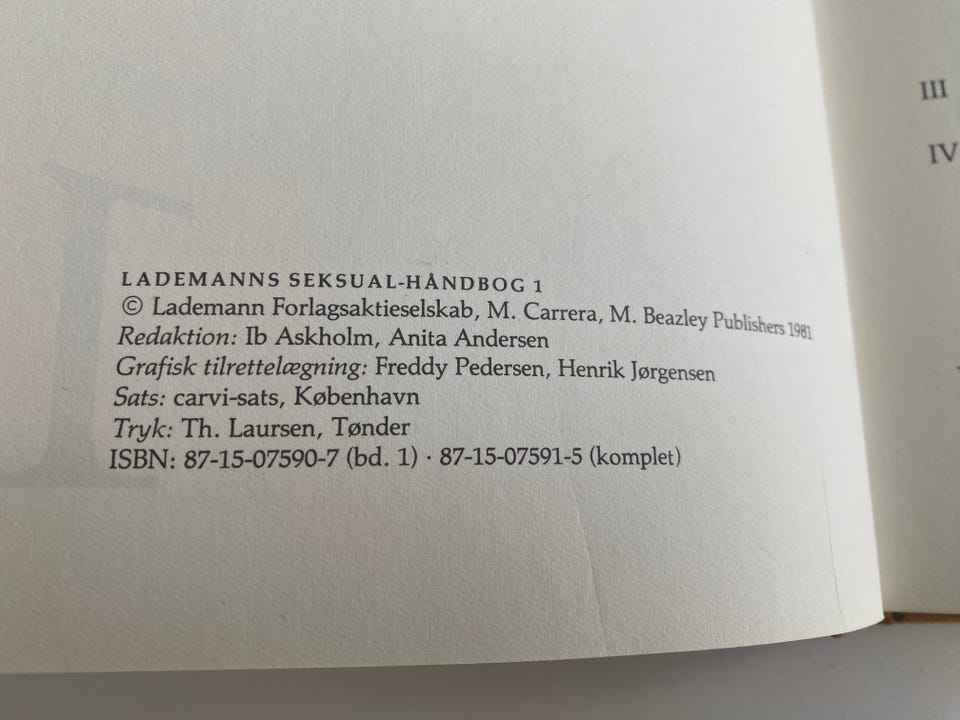 LADEMANNS SEKSUAL-HÅNDBOG 1
© Lademann Forlagsaktieselskab, M. Carrera, M. Beazley Publishers 1981
Redaktion: Ib Askholm, Anita Andersen
Grafisk tilrettelægning: Freddy Pedersen, Henrik Jørgensen
Sats: carvi-sats, København
Tryk: Th. Laursen, Tønder
ISBN: 87-15-07590-7 (bd. 1) · 87-15-07591-5 (komplet)
III
IV